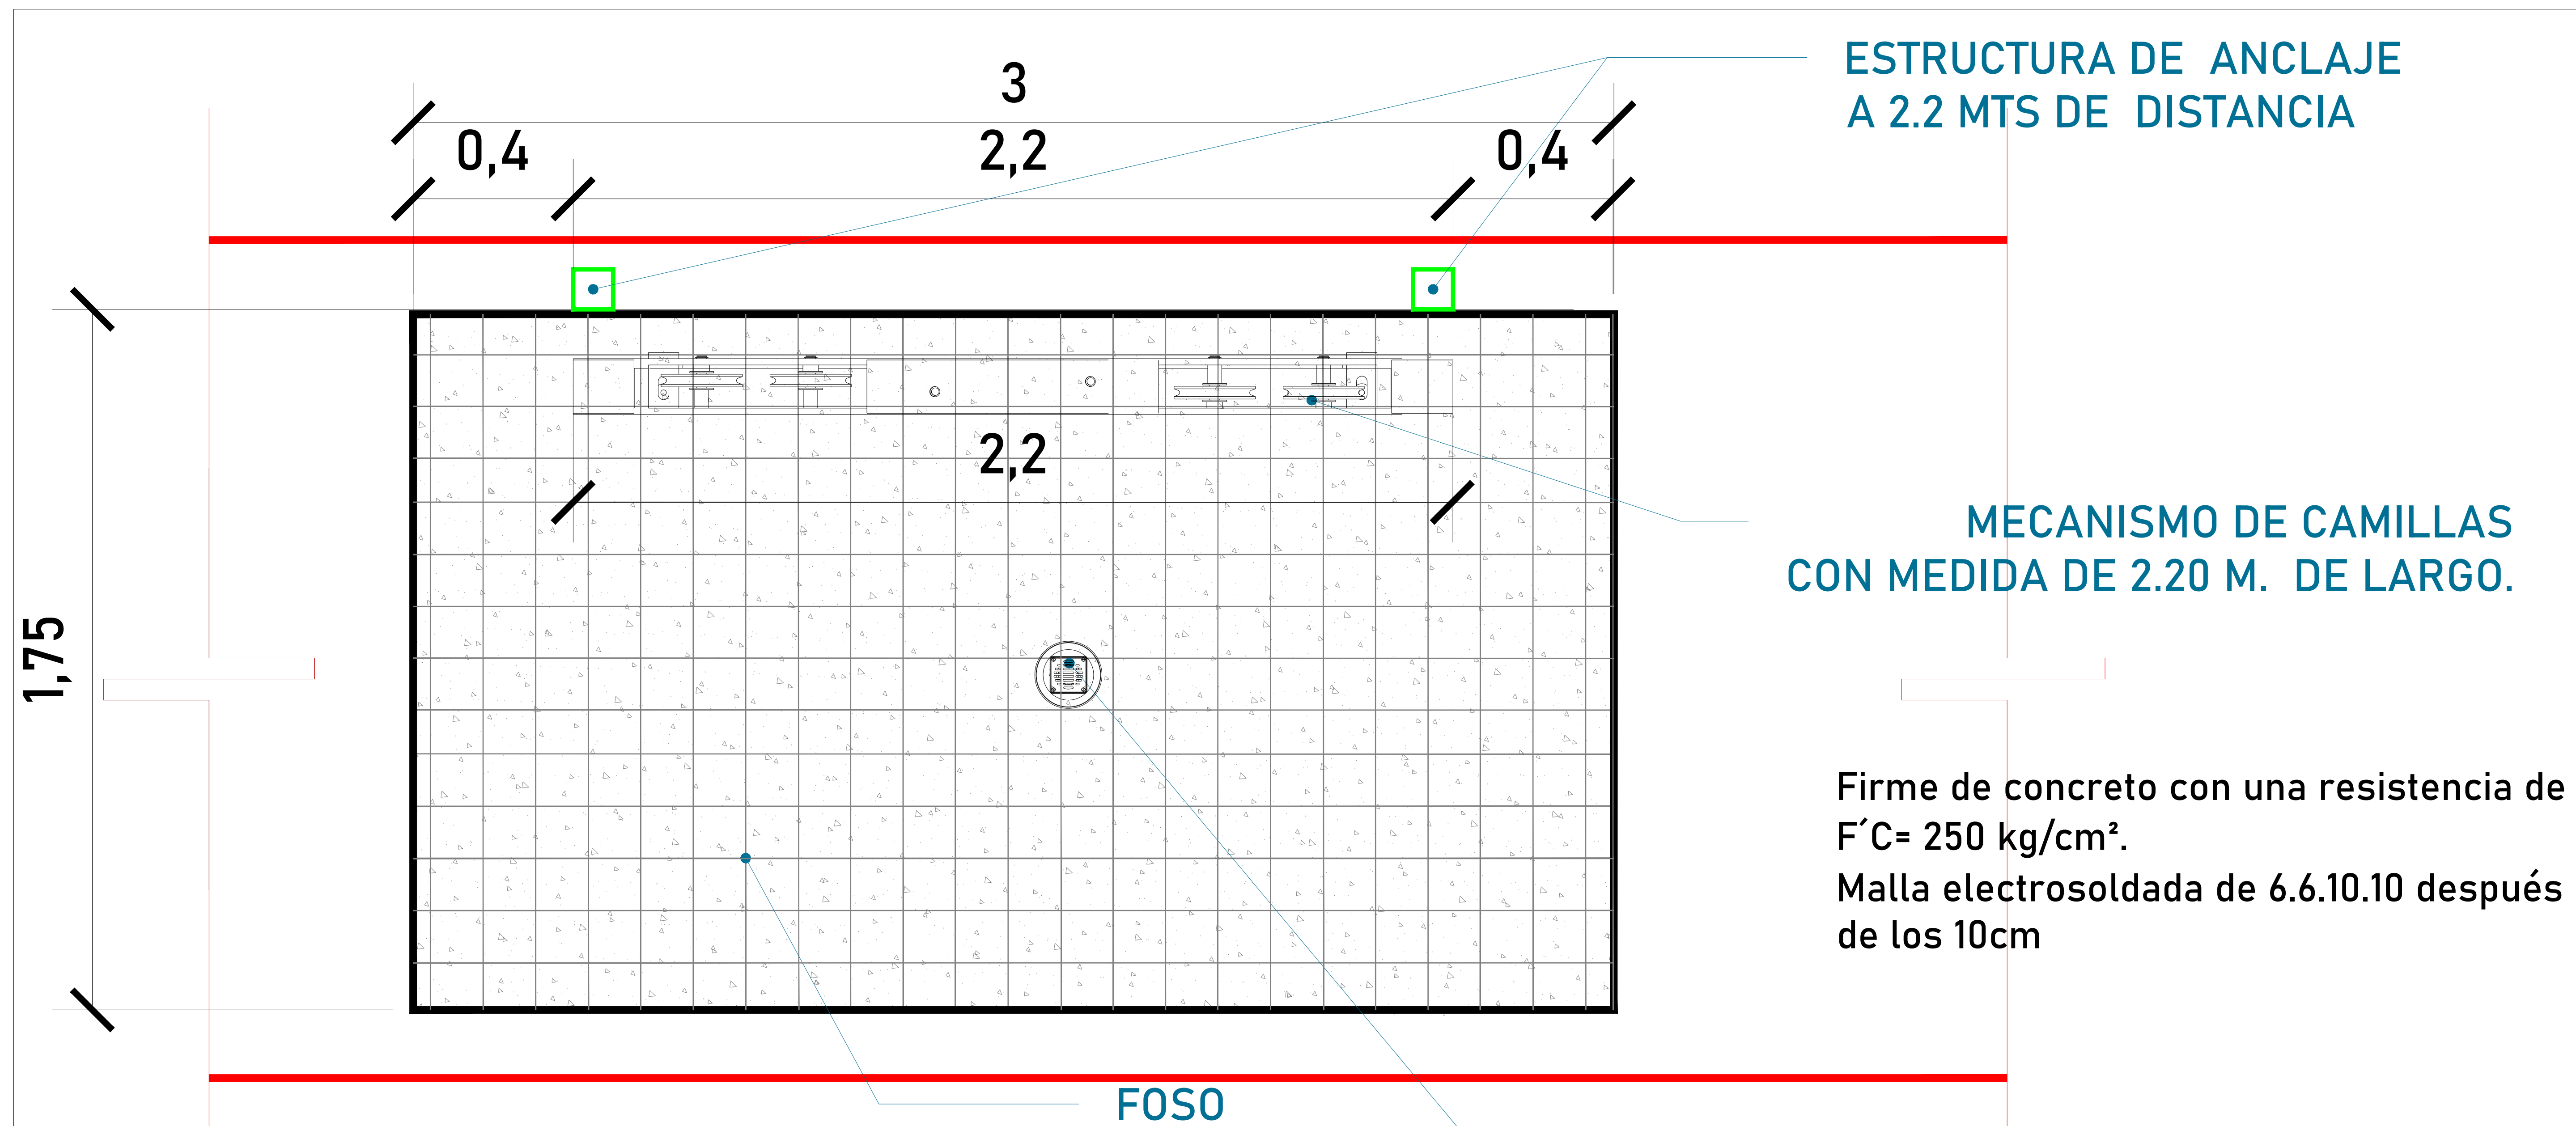 ESTRUCTURA DE ANCLAJE
A 2.2 MTS DE DISTANCIA
3
0,4
2,2
0,4
2,2
MECANISMO DE CAMILLAS
CON MEDIDA DE 2.20 M. DE LARGO.
1,75
Firme de concreto con una resistencia de
F´C= 250 kg/cm².
Malla electrosoldada de 6.6.10.10 después
de los 10cm
FOSO